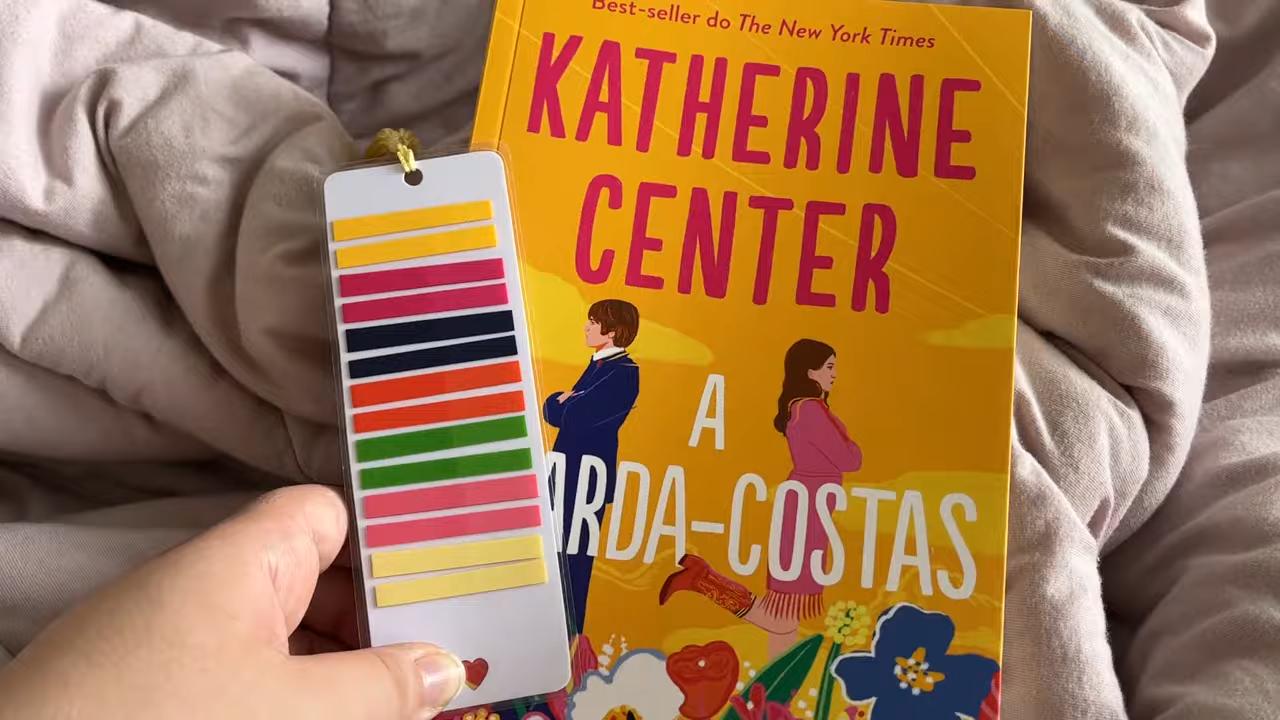 Best-seller do The New York Times
KATHERINE
CENTER
A
ARDA-COSTAS